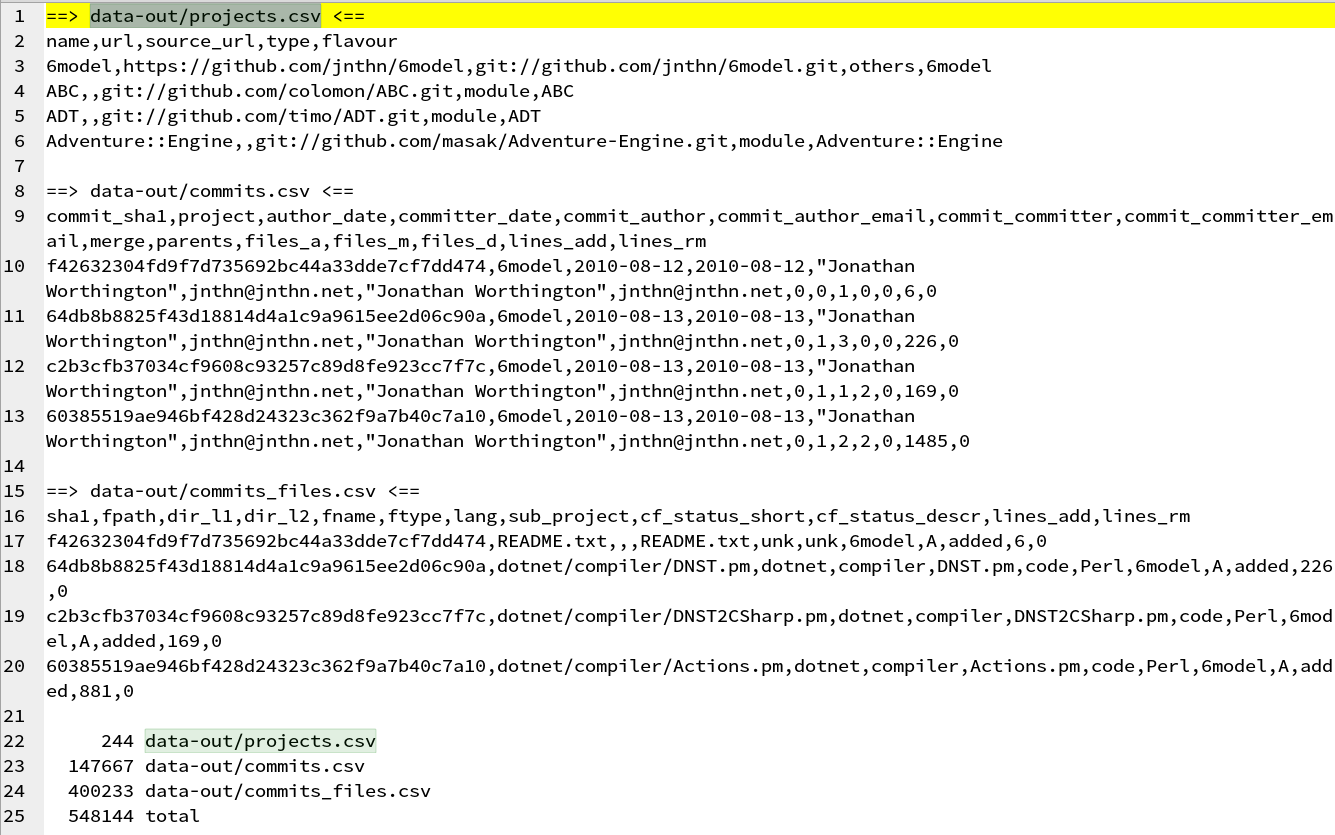 1 ==> data-out/projects.csv <==
2 name,url,source_url,type,flavour
3 6model,https://github.com/jnthn/6model,git://github.com/jnthn/6model.git,others,6model
4 ABC,,git://github.com/colomon/ABC.git,module,ABC
5 ADT,,git://github.com/timo/ADT.git,module,ADT
6 Adventure::Engine,,git://github.com/masak/Adventure-Engine.git,module,Adventure::Engine
7
8 ==> data-out/commits.csv <==
9 commit_sha1,project,author_date,committer_date,commit_author,commit_author_email,commit_committer,commit_committer_em
ail,merge,parents,files_a,files_m,files_d,lines_add,lines_rm
10 f42632304fd9f7d735692bc44a33dde7cf7dd474,6model,2010-08-12,2010-08-12,"Jonathan
Worthington",jnthn@jnthn.net,"Jonathan Worthington",jnthn@jnthn.net,0,0,1,0,0,6,0
11 64db8b8825f43d18814d4a1c9a9615ee2d06c90a,6model,2010-08-13,2010-08-13,"Jonathan
Worthington",jnthn@jnthn.net,"Jonathan Worthington",jnthn@jnthn.net,0,1,3,0,0,226,0
12 c2b3cfb37034cf9608c93257c89d8fe923cc7f7c,6model,2010-08-13,2010-08-13,"Jonathan
Worthington",jnthn@jnthn.net,"Jonathan Worthington",jnthn@jnthn.net,0,1,1,2,0,169,0
13 60385519ae946bf428d24323c362f9a7b40c7a10,6model,2010-08-13,2010-08-13,"Jonathan
Worthington",jnthn@jnthn.net,"Jonathan Worthington",jnthn@jnthn.net,0,1,2,2,0,1485,0
14
15 ==> data-out/commits_files.csv <==
16 sha1,fpath,dir_l1,dir_l2,fname,ftype,lang,sub_project,cf_status_short,cf_status_descr,lines_add,lines_rm
17 f42632304fd9f7d735692bc44a33dde7cf7dd474,README.txt,,,README.txt,unk,unk,6model,A,added,6,0
18 64db8b8825f43d18814d4a1c9a9615ee2d06c90a,dotnet/compiler/DNST.pm,dotnet,compiler,DNST.pm,code,Perl,6model,A,added,226
,0
19 c2b3cfb37034cf9608c93257c89d8fe923cc7f7c,dotnet/compiler/DNST2CSharp.pm,dotnet,compiler,DNST2CSharp.pm,code,Perl,6mod
el,A,added,169,0
20 60385519ae946bf428d24323c362f9a7b40c7a10,dotnet/compiler/Actions.pm,dotnet,compiler,Actions.pm,code,Perl,6model,A,add
ed,881,0
21
22 244 data-out/projects.csv
23 147667 data-out/commits.csv
24 400233 data-out/commits_files.csv
25 548144 total